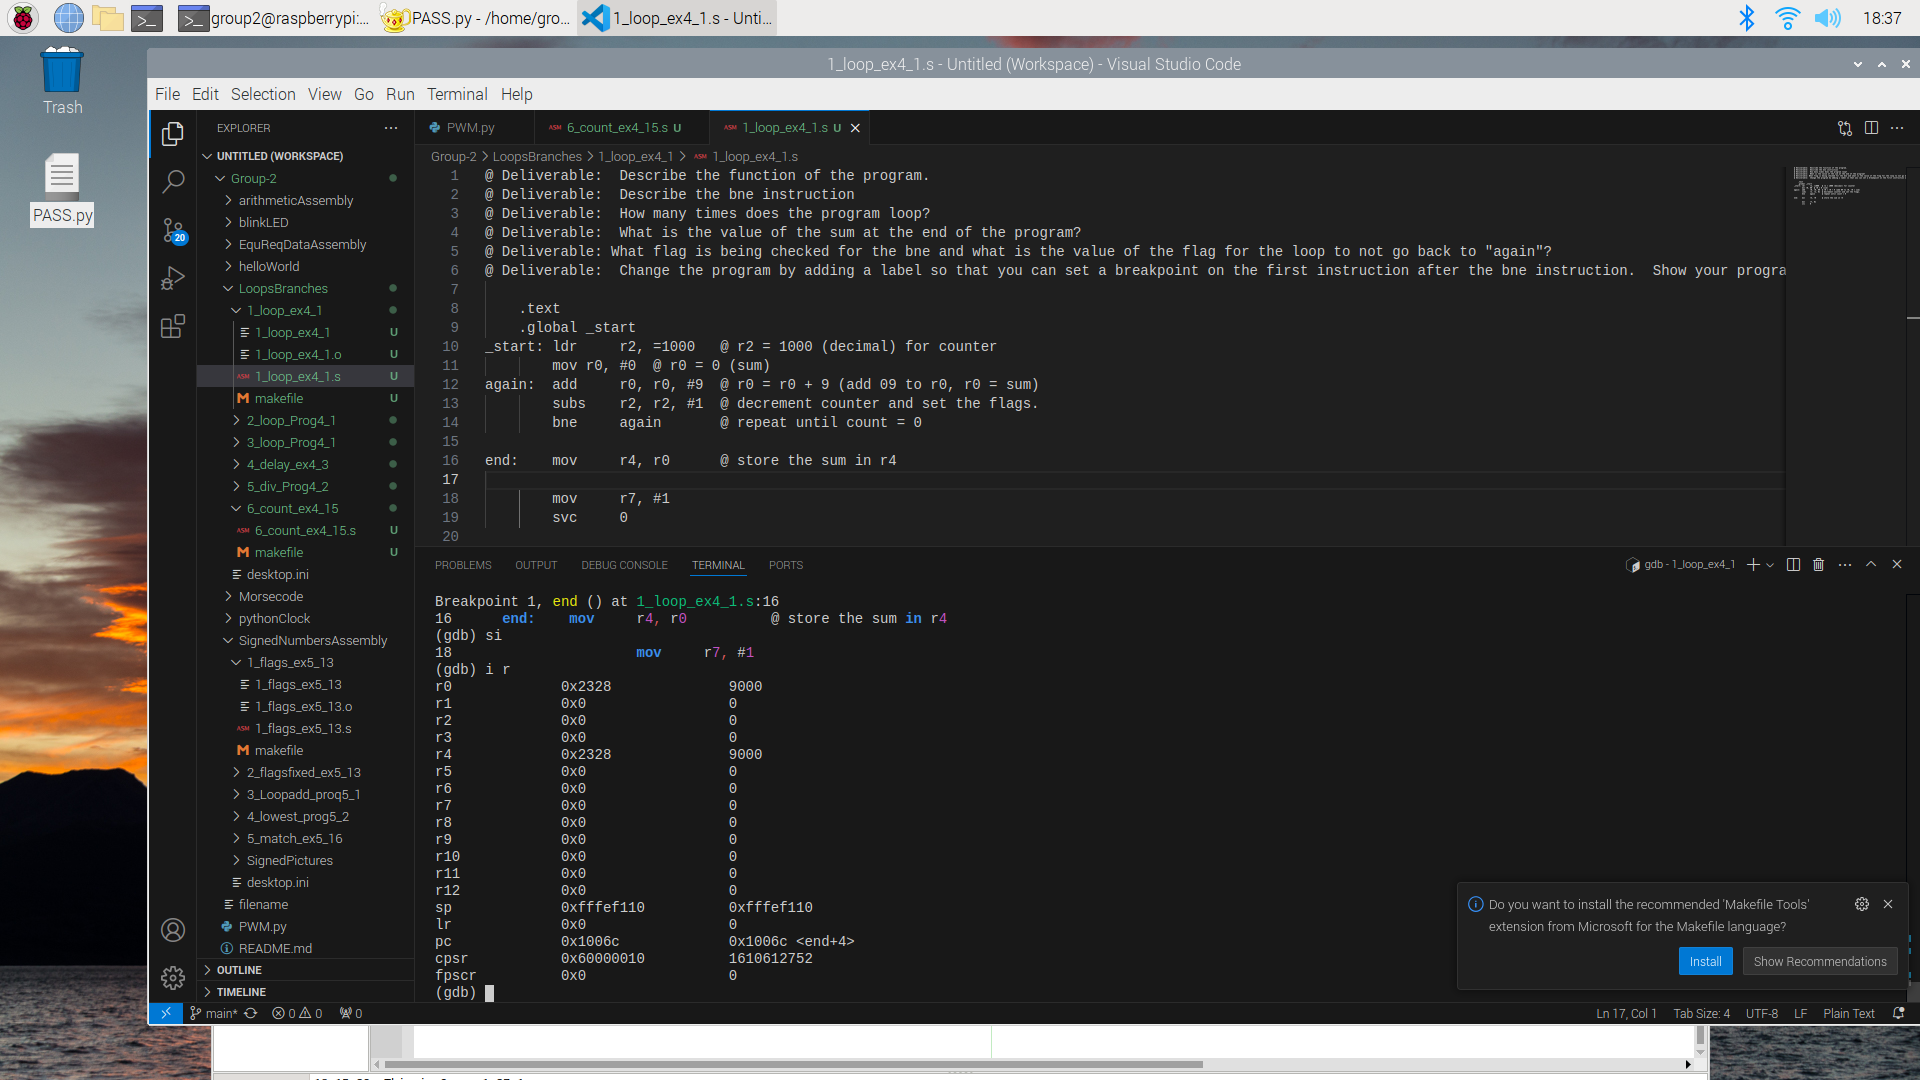 group2@raspberrypi:...
PASS.py - /home/gro...
1_loop_ex4_1.s - Unti...
18:37
Trash
PASS.py
1_loop_ex4_1.s - Untitled (Workspace) - Visual Studio Code
File Edit Selection View Go Run Terminal Help
EXPLORER
UNTITLED (WORKSPACE)
Group-2
arithmeticAssembly
blinkLED
EquReqDataAssembly
helloWorld
LoopsBranches
1_loop_ex4_1
1_loop_ex4_1 U
1_loop_ex4_1.o U
ASM 1_loop_ex4_1.s U
M makefile U
2_loop_Prog4_1
3_loop_Prog4_1
4_delay_ex4_3
5_div_Prog4_2
6_count_ex4_15
ASM 6_count_ex4_15.s U
M makefile U
desktop.ini
Morsecode
pythonClock
SignedNumbersAssembly
1_flags_ex5_13
1_flags_ex5_13
1_flags_ex5_13.o
ASM 1_flags_ex5_13.s
M makefile
2_flagsfixed_ex5_13
3_Loopadd_proq5_1
4_lowest_prog5_2
5_match_ex5_16
SignedPictures
desktop.ini
filename
PWM.py
README.md
OUTLINE
TIMELINE
20
PWM.py
ASM 6_count_ex4_15.s U
ASM 1_loop_ex4_1.s U
Group-2 > LoopsBranches > 1_loop_ex4_1 > ASM 1_loop_ex4_1.s
1 @ Deliverable:  Describe the function of the program.
2 @ Deliverable:  Describe the bne instruction
3 @ Deliverable:  How many times does the program loop?
4 @ Deliverable:  What is the value of the sum at the end of the program?
5 @ Deliverable: What flag is being checked for the bne and what is the value of the flag for the loop to not go back to "again"?
6 @ Deliverable:  Change the program by adding a label so that you can set a breakpoint on the first instruction after the bne instruction.  Show your progra
7
8 .text
9 .global _start
10 _start: ldr r2, =1000 @ r2 = 1000 (decimal) for counter
11 mov r0, #0 @ r0 = 0 (sum)
12 again: add r0, r0, #9 @ r0 = r0 + 9 (add 09 to r0, r0 = sum)
13 subs r2, r2, #1 @ decrement counter and set the flags.
14 bne again @ repeat until count = 0
15
16 end: mov r4, r0 @ store the sum in r4
17
18 mov r7, #1
19 svc 0
20
PROBLEMS OUTPUT DEBUG CONSOLE TERMINAL PORTS
gdb - 1_loop_ex4_1
Breakpoint 1, end () at 1_loop_ex4_1.s:16
16 end: mov r4, r0 @ store the sum in r4
(gdb) si
18 mov r7, #1
(gdb) i r
r0 0x2328 9000
r1 0x0 0
r2 0x0 0
r3 0x0 0
r4 0x2328 9000
r5 0x0 0
r6 0x0 0
r7 0x0 0
r8 0x0 0
r9 0x0 0
r10 0x0 0
r11 0x0 0
r12 0x0 0
sp 0xfffef110 0xfffef110
lr 0x0 0
pc 0x1006c 0x1006c <end+4>
cpsr 0x60000010 1610612752
fpscr 0x0 0
(gdb)
Do you want to install the recommended 'Makefile Tools'
extension from Microsoft for the Makefile language?
Install
Show Recommendations
main* 0 0 0
Ln 17, Col 1 Tab Size: 4 UTF-8 LF Plain Text